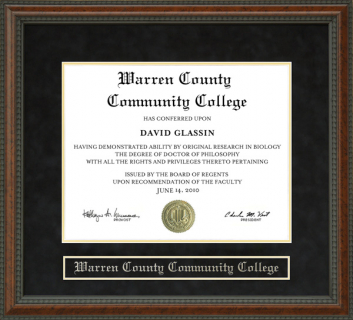 Warren County
Community College
HAS CONFERRED UPON
DAVID GLASSIN
HAVING DEMONSTRATED ABILITY BY ORIGINAL RESEARCH IN BIOLOGY
THE DEGREE OF DOCTOR OF PHILOSOPHY
WITH ALL THE RIGHTS AND PRIVILEGES THERETO PERTAINING
ISSUED BY THE BOARD OF REGENTS
UPON RECOMMENDATION OF THE FACULTY
JUNE 14, 2010
PROVOST
PRESIDENT
Warren County Community College